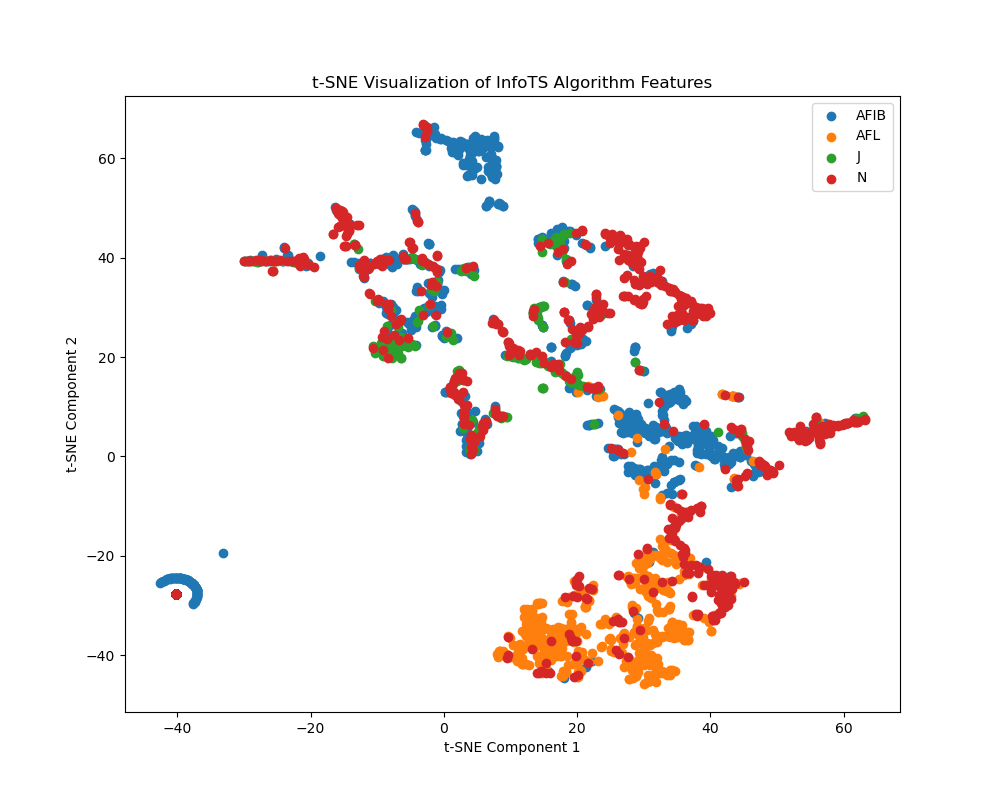 t-SNE Visualization of InfoTS Algorithm Features
AFIB
AFL
J
N
60
40
20
0
−20
−40
t-SNE Component 2
−40 −20 0 20 40 60
t-SNE Component 1